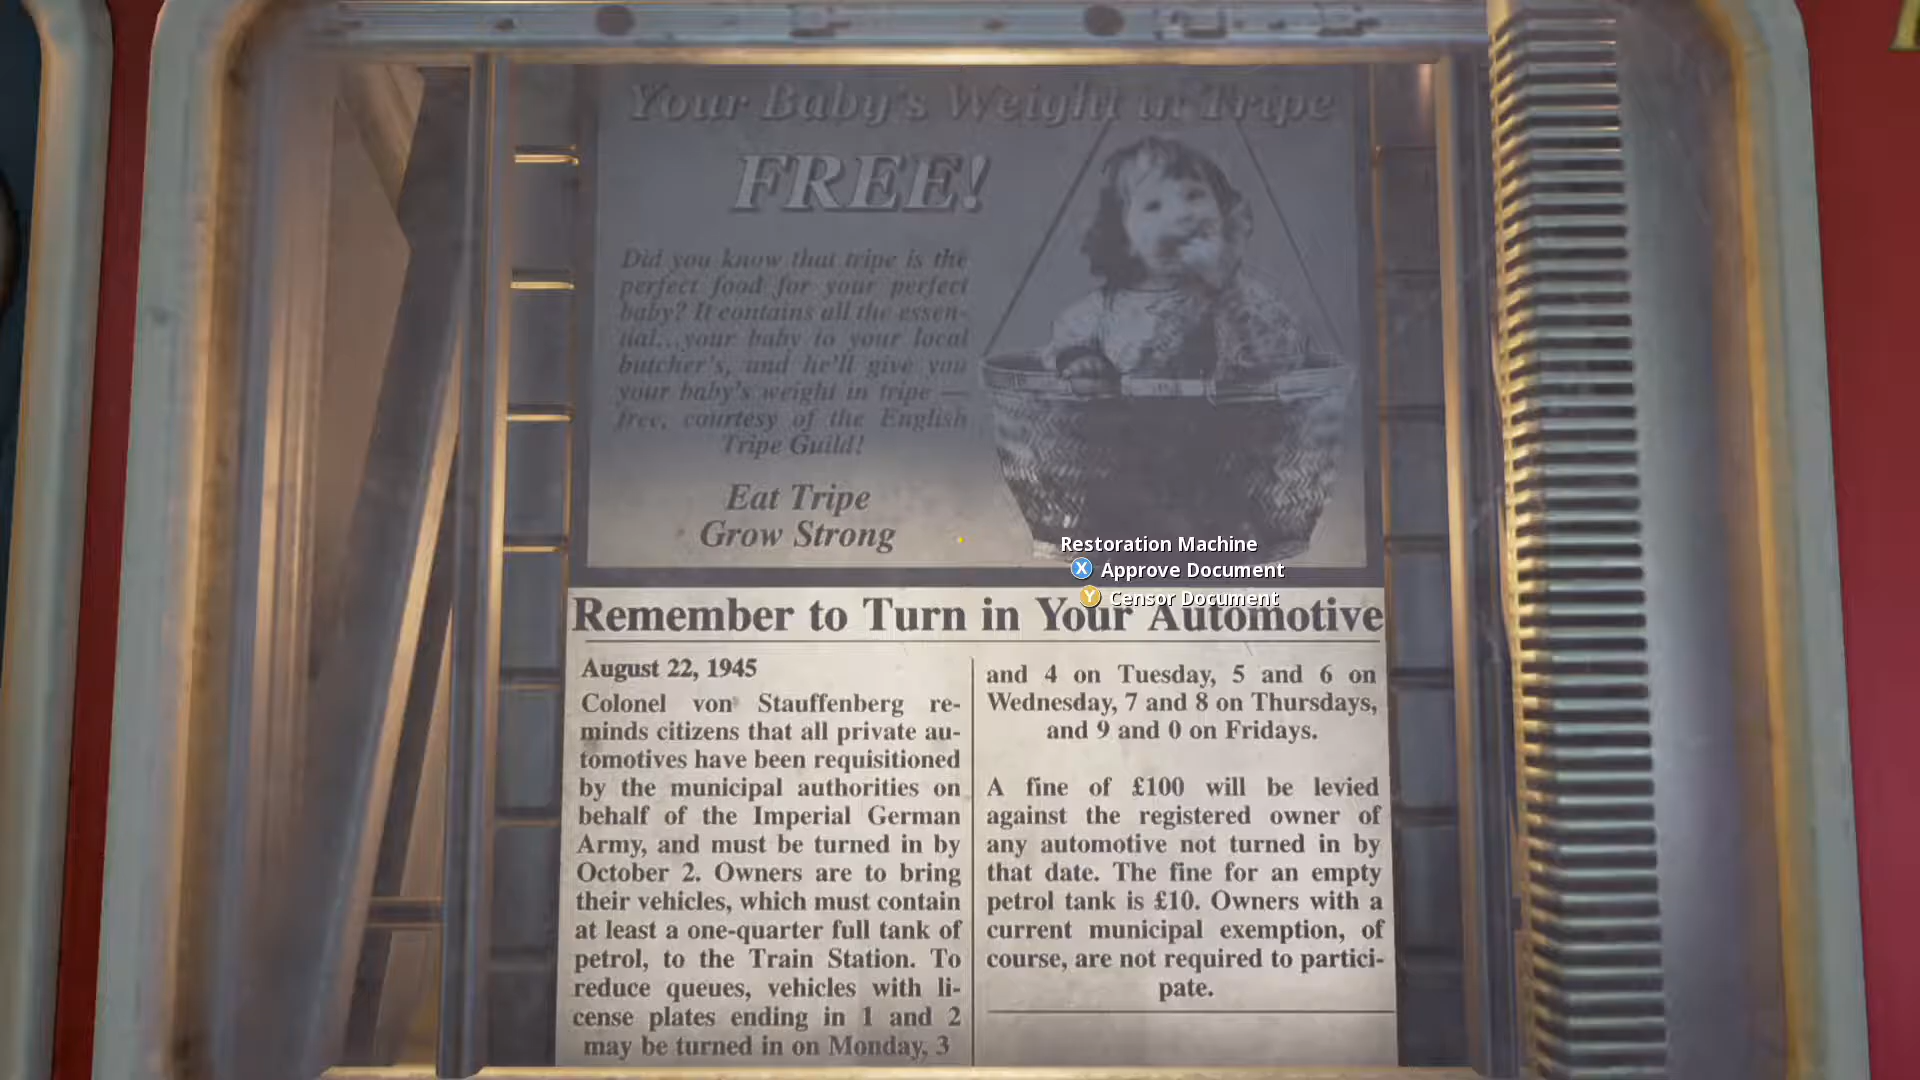 Your Baby's Weight in Tripe
FREE!
Did you know that tripe is the
perfect food for your perfect
baby? It contains all the essen-
tial...your baby to your local
butcher's, and he'll give you
your baby's weight in tripe —
free, courtesy of the English
Tripe Guild!
Eat Tripe
Grow Strong
Restoration Machine
X Approve Document
Y Censor Document
Remember to Turn in Your Automotive
August 22, 1945
Colonel von Stauffenberg re-
minds citizens that all private au-
tomotives have been requisitioned
by the municipal authorities on
behalf of the Imperial German
Army, and must be turned in by
October 2. Owners are to bring
their vehicles, which must contain
at least a one-quarter full tank of
petrol, to the Train Station. To
reduce queues, vehicles with li-
cense plates ending in 1 and 2
may be turned in on Monday, 3
and 4 on Tuesday, 5 and 6 on
Wednesday, 7 and 8 on Thursdays,
and 9 and 0 on Fridays.
A fine of £100 will be levied
against the registered owner of
any automotive not turned in by
that date. The fine for an empty
petrol tank is £10. Owners with a
current municipal exemption, of
course, are not required to partici-
pate.